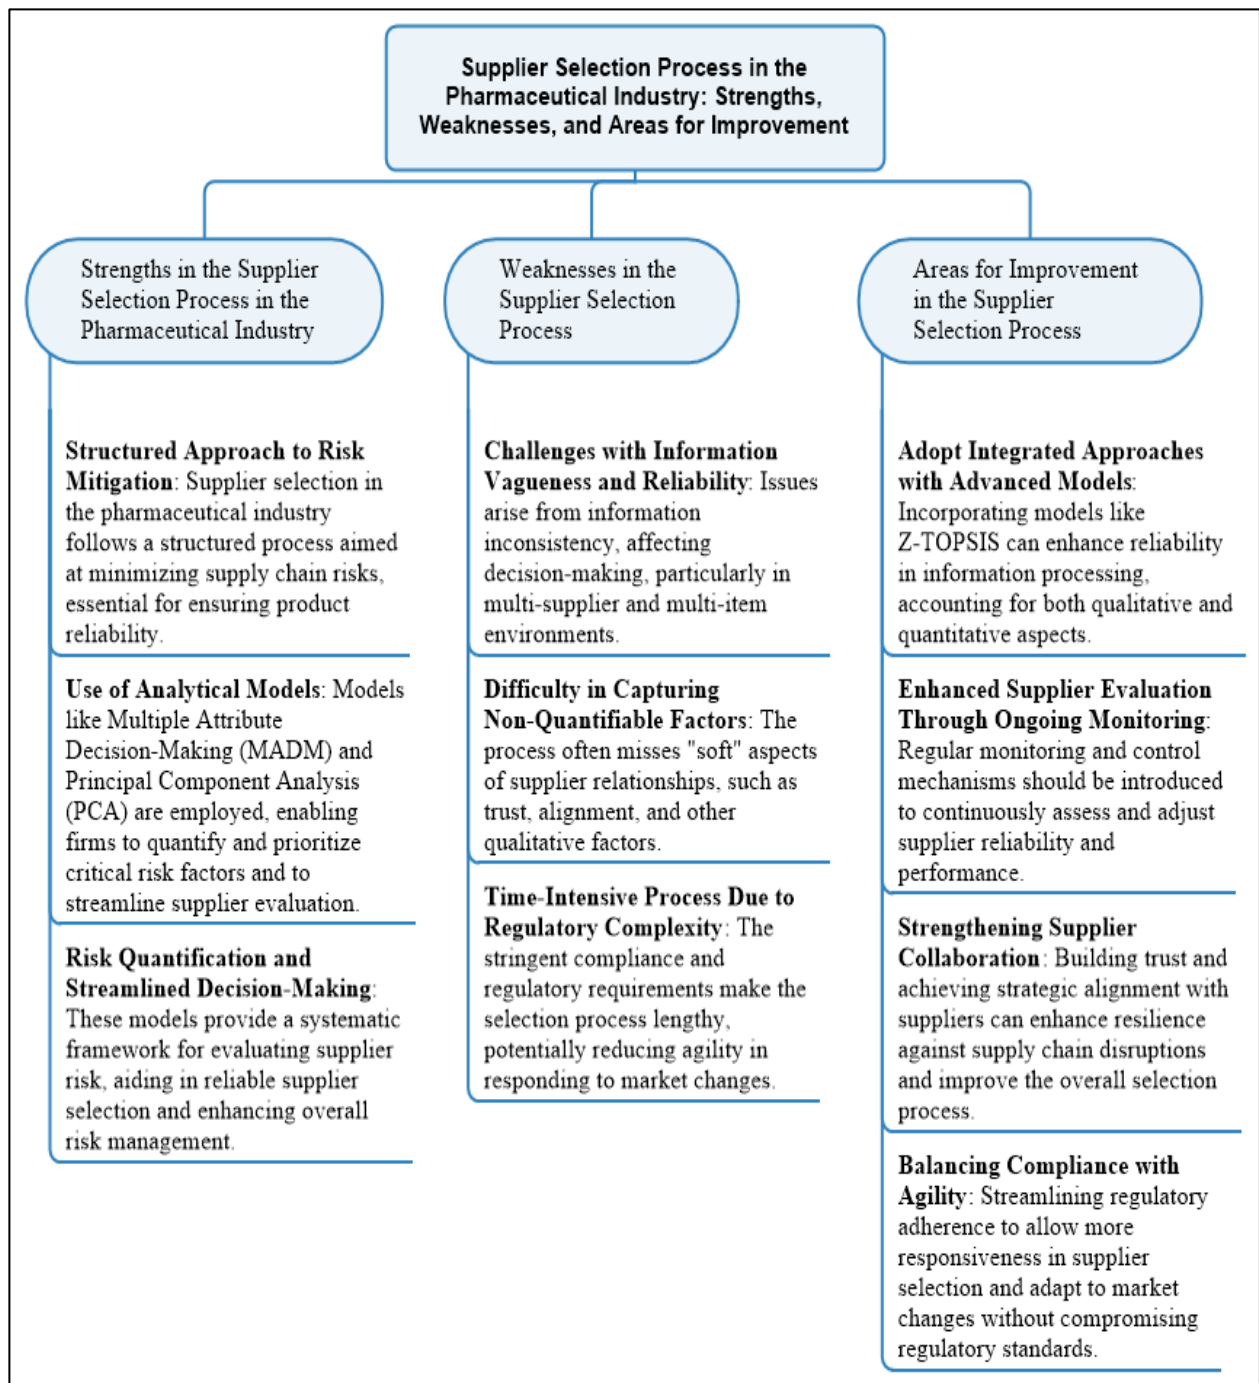 Supplier Selection Process in the
Pharmaceutical Industry: Strengths,
Weaknesses, and Areas for Improvement
Strengths in the Supplier
Selection Process in the
Pharmaceutical Industry
Structured Approach to Risk
Mitigation: Supplier selection in
the pharmaceutical industry
follows a structured process aimed
at minimizing supply chain risks,
essential for ensuring product
reliability.
Use of Analytical Models: Models
like Multiple Attribute
Decision-Making (MADM) and
Principal Component Analysis
(PCA) are employed, enabling
firms to quantify and prioritize
critical risk factors and to
streamline supplier evaluation.
Risk Quantification and
Streamlined Decision-Making:
These models provide a systematic
framework for evaluating supplier
risk, aiding in reliable supplier
selection and enhancing overall
risk management.
Weaknesses in the
Supplier Selection
Process
Challenges with Information
Vagueness and Reliability: Issues
arise from information
inconsistency, affecting
decision-making, particularly in
multi-supplier and multi-item
environments.
Difficulty in Capturing
Non-Quantifiable Factors: The
process often misses "soft" aspects
of supplier relationships, such as
trust, alignment, and other
qualitative factors.
Time-Intensive Process Due to
Regulatory Complexity: The
stringent compliance and
regulatory requirements make the
selection process lengthy,
potentially reducing agility in
responding to market changes.
Areas for Improvement
in the Supplier
Selection Process
Adopt Integrated Approaches
with Advanced Models:
Incorporating models like
Z-TOPSIS can enhance reliability
in information processing,
accounting for both qualitative and
quantitative aspects.
Enhanced Supplier Evaluation
Through Ongoing Monitoring:
Regular monitoring and control
mechanisms should be introduced
to continuously assess and adjust
supplier reliability and
performance.
Strengthening Supplier
Collaboration: Building trust and
achieving strategic alignment with
suppliers can enhance resilience
against supply chain disruptions
and improve the overall selection
process.
Balancing Compliance with
Agility: Streamlining regulatory
adherence to allow more
responsiveness in supplier
selection and adapt to market
changes without compromising
regulatory standards.